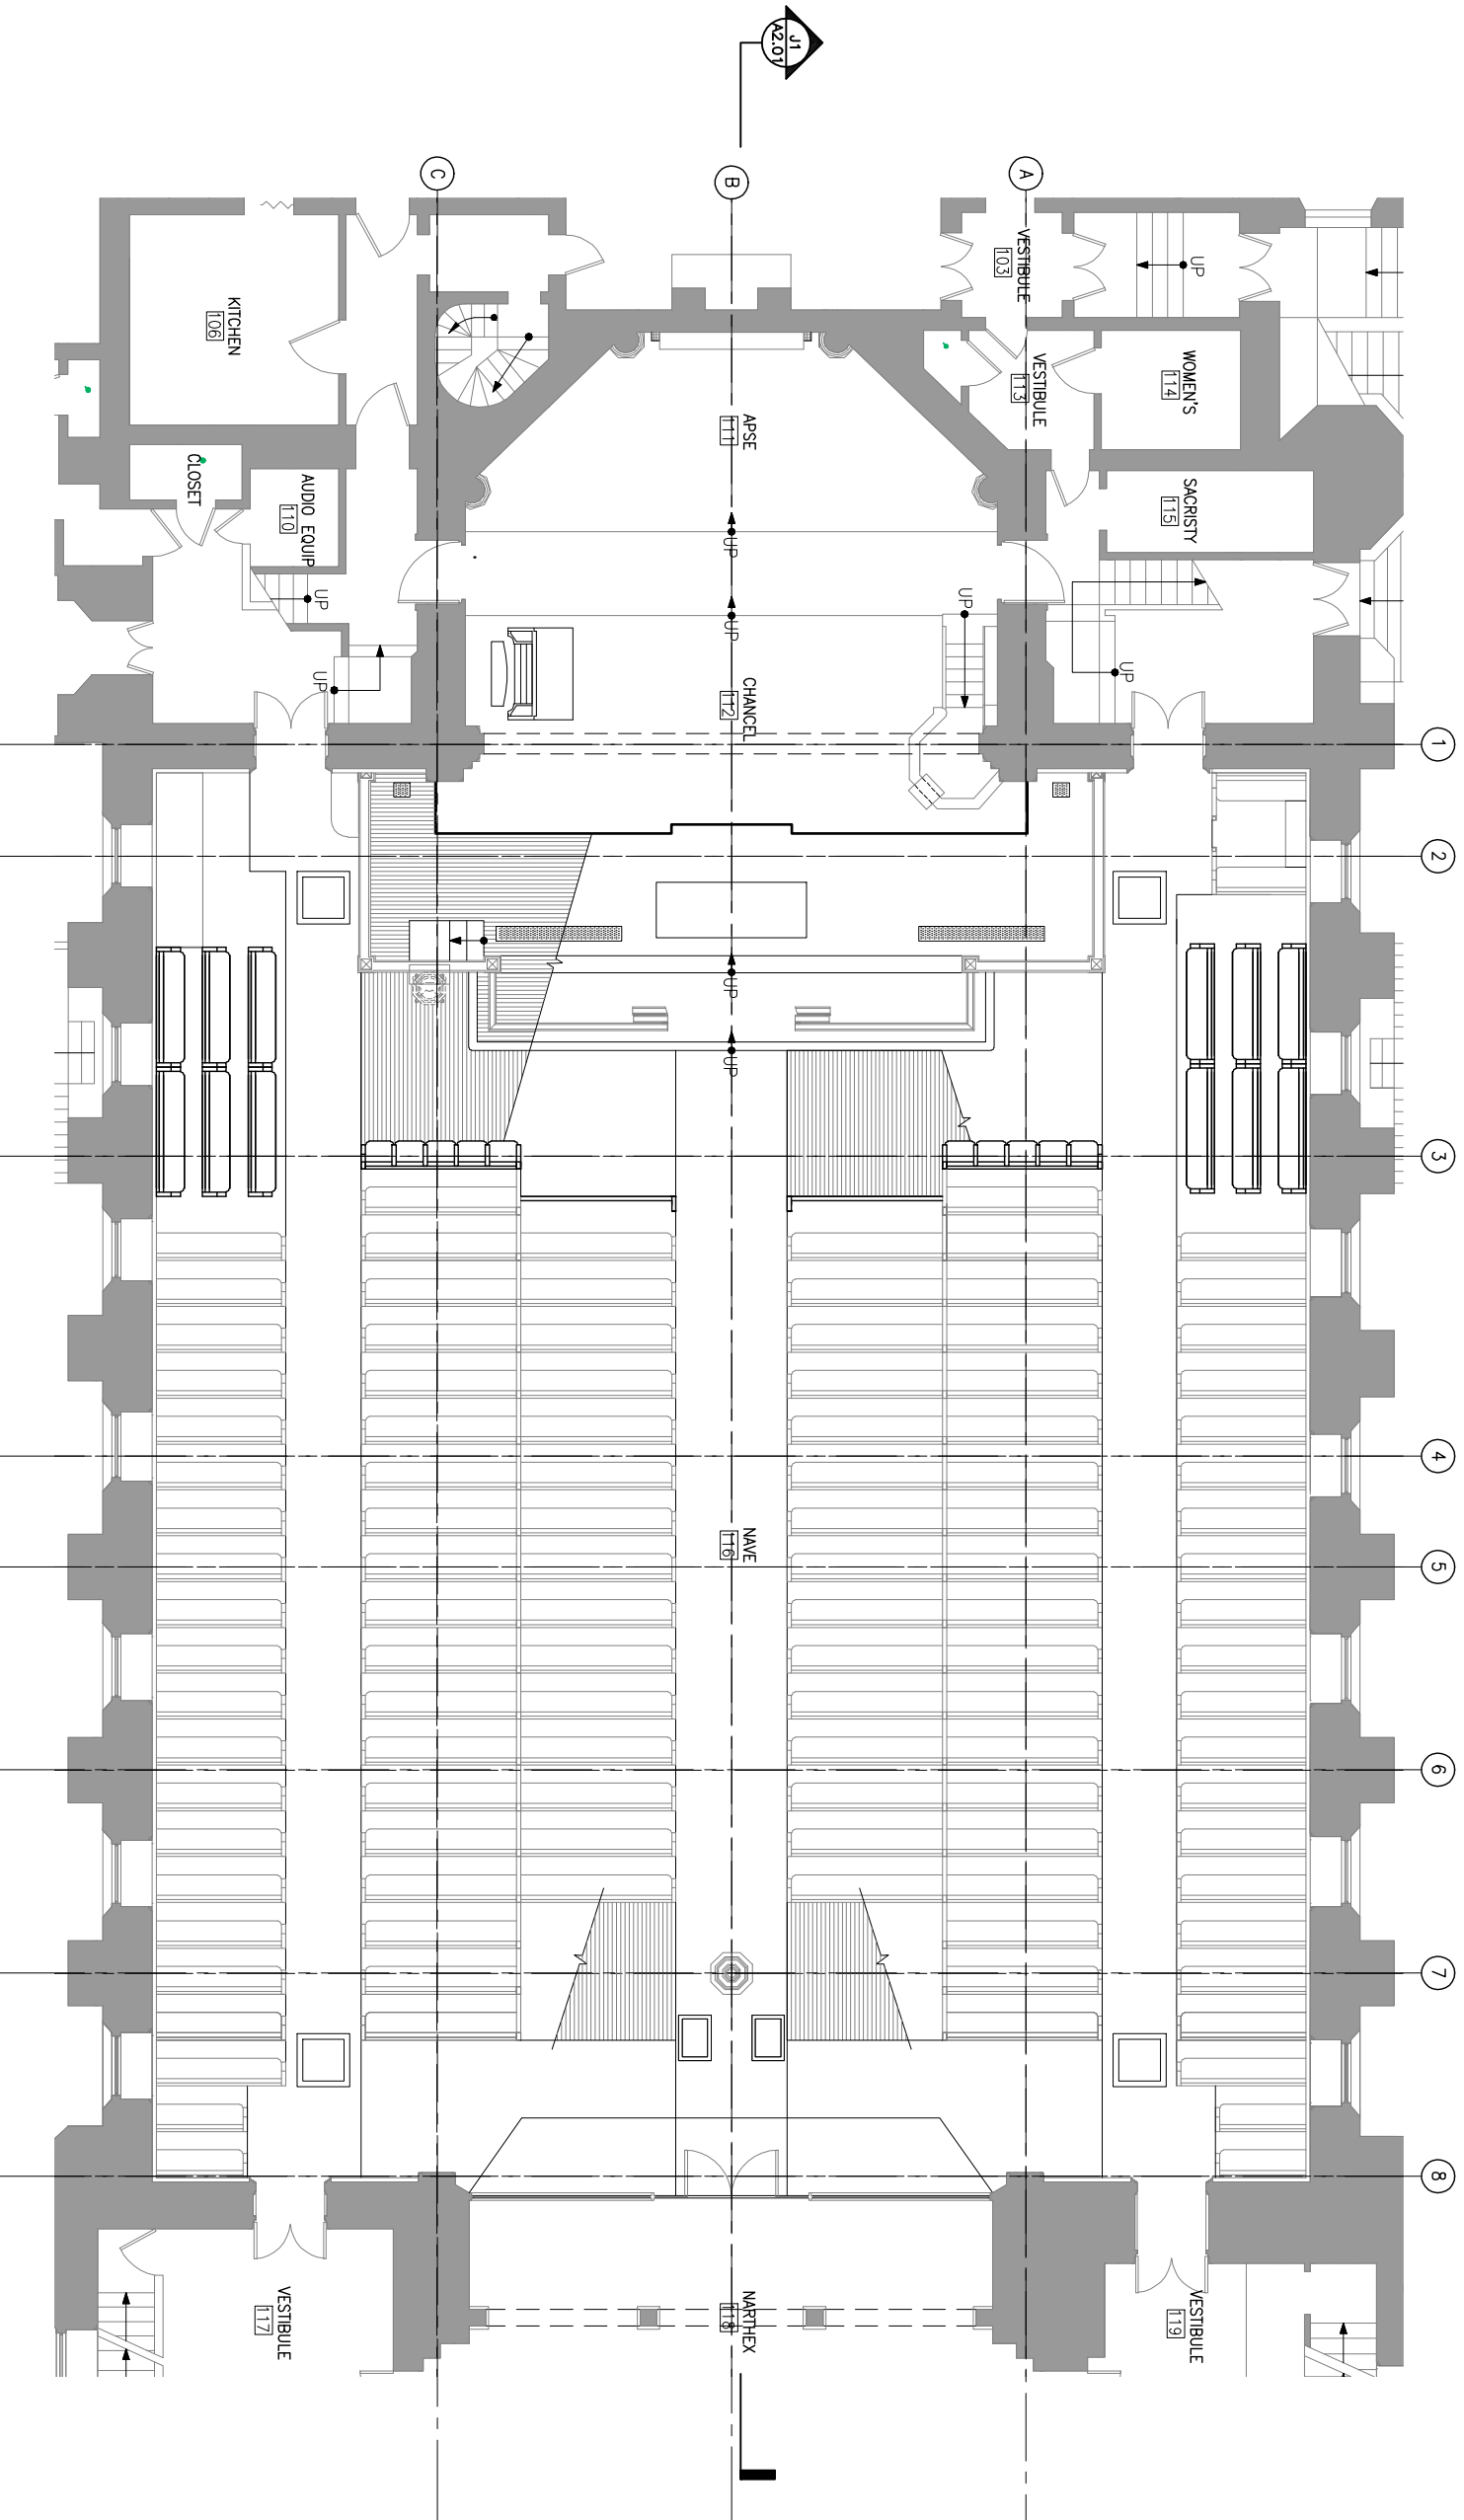 J1
A2.01
C
B
A
VESTIBULE
103
UP
KITCHEN
106
VESTIBULE
113
WOMEN'S
114
APSE
111
CLOSET
AUDIO EQUIP
110
SACRISTY
115
UP
UP
UP
UP
UP
UP
CHANCEL
112
1
2
UP
UP
3
4
NAVE
116
5
6
7
8
VESTIBULE
117
NARTHEX
118
VESTIBULE
119